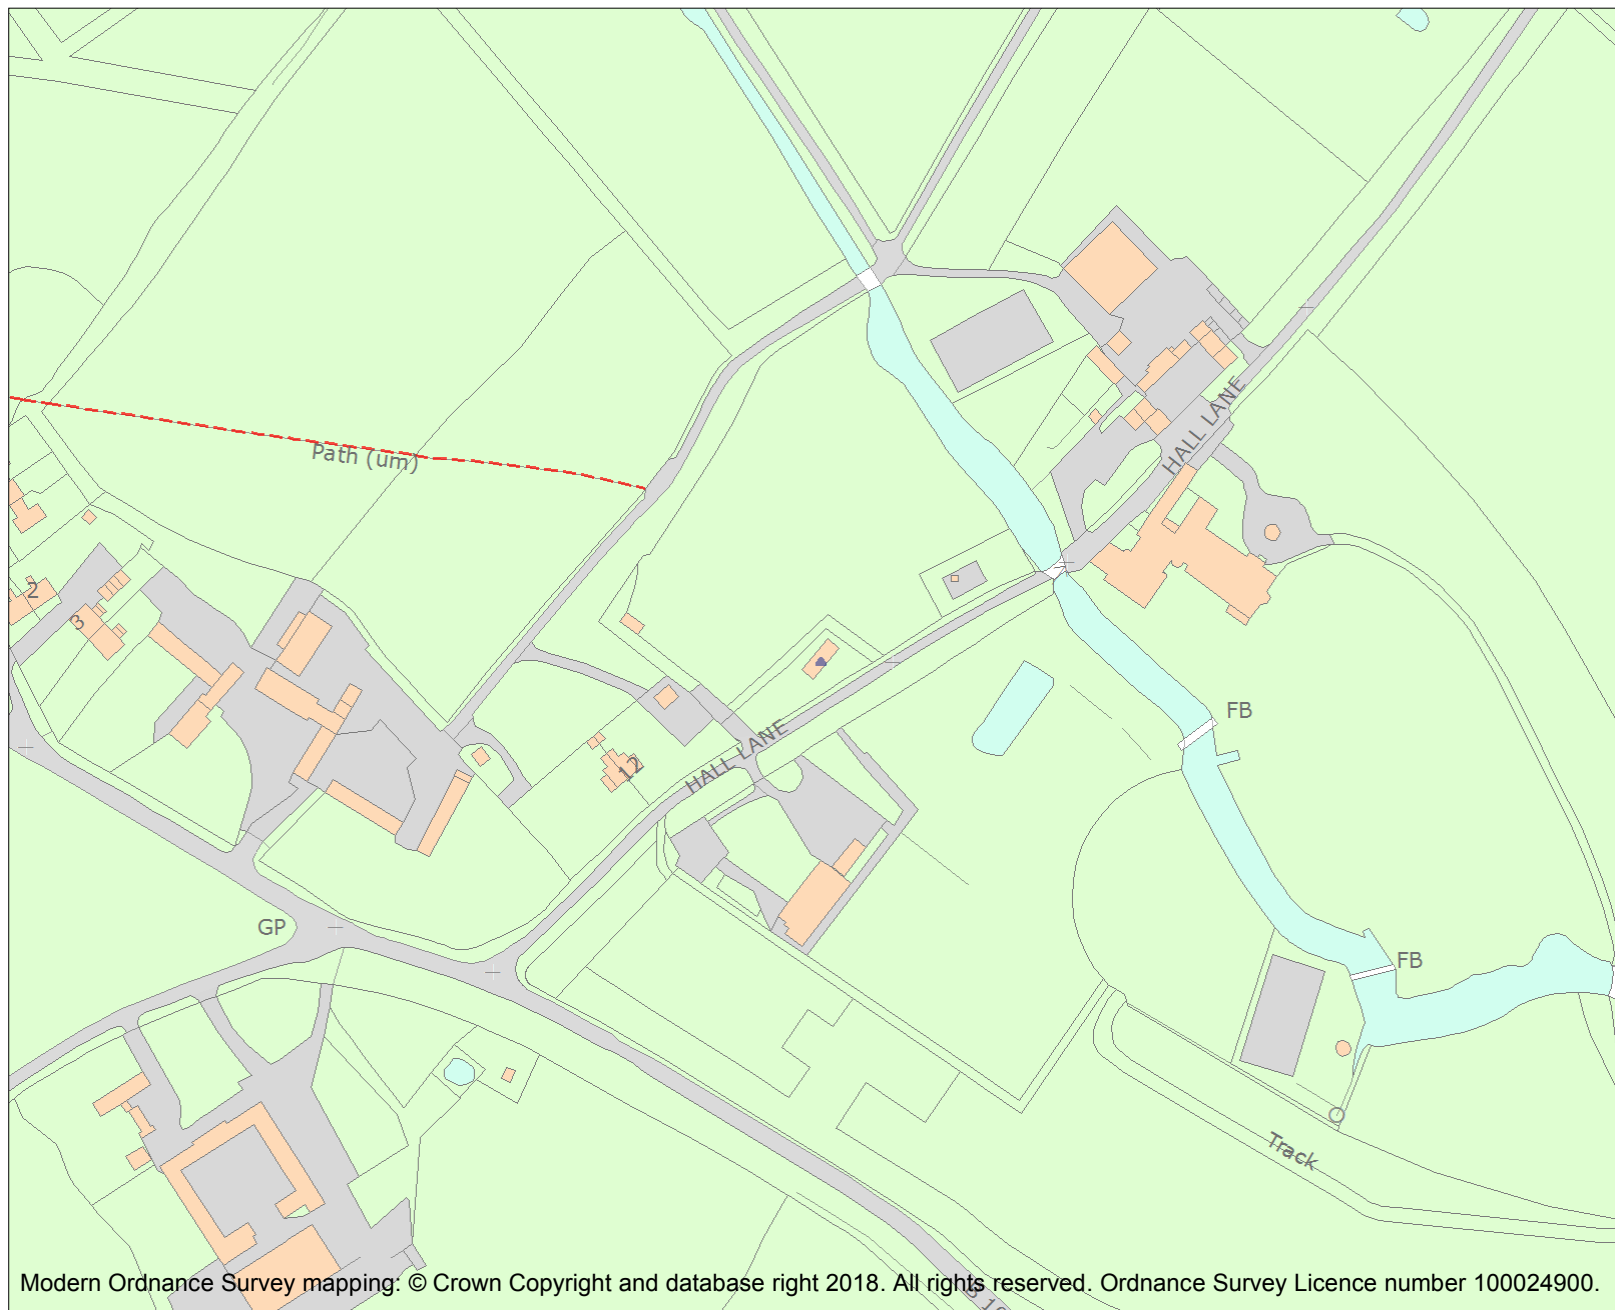 HALL LANE
Path (um)
2
3
FB
12
HALL LANE
GP
FB
Track
Modern Ordnance Survey mapping: © Crown Copyright and database right 2018. All rights reserved. Ordnance Survey Licence number 100024900.